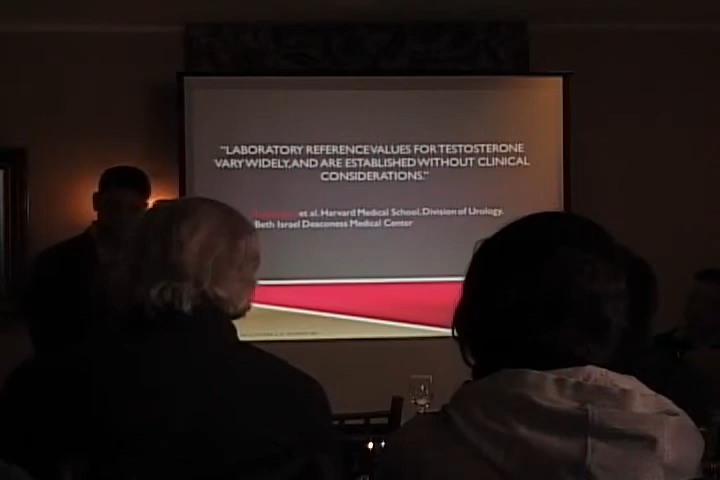 "LABORATORY REFERENCE VALUES FOR TESTOSTERONE
VARY WIDELY, AND ARE ESTABLISHED WITHOUT CLINICAL
CONSIDERATIONS."
et al. Harvard Medical School, Division of Urology,
Beth Israel Deaconess Medical Center